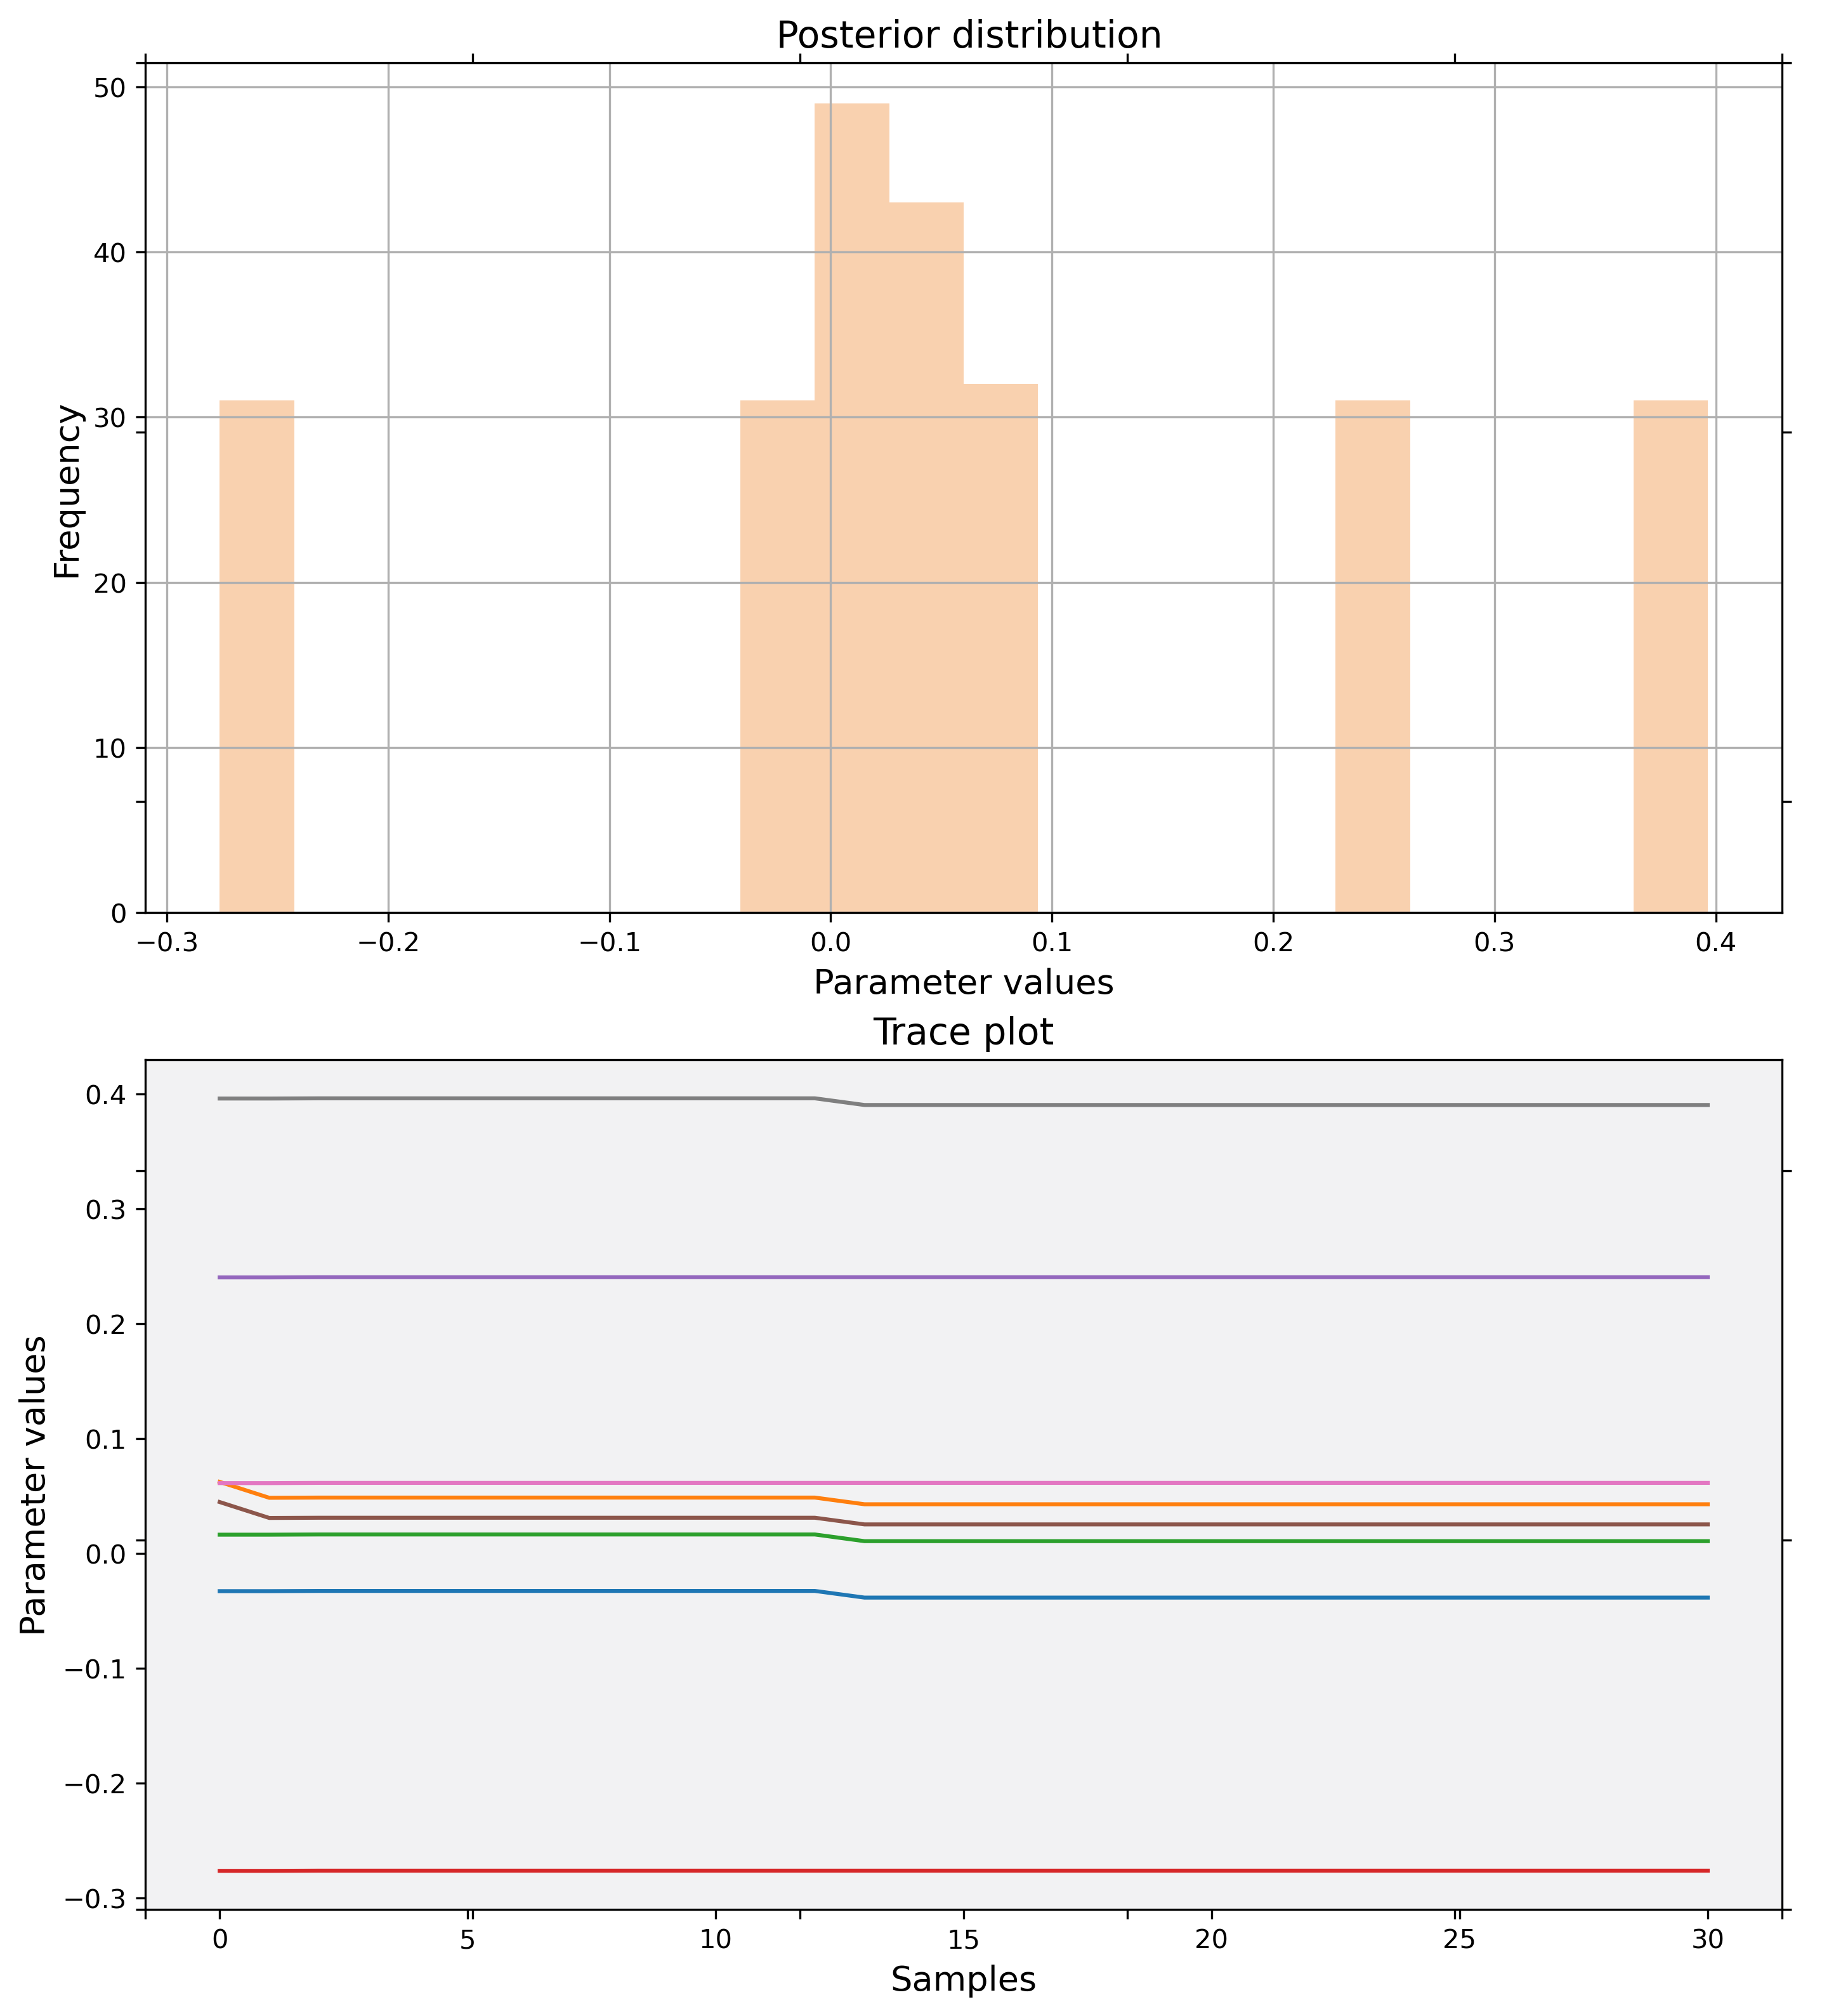 Posterior distribution
50
40
30
20
10
0
Frequency
−0.3 −0.2 −0.1 0.0 0.1 0.2 0.3 0.4
Parameter values
Trace plot
0.4
0.3
0.2
0.1
0.0
−0.1
−0.2
−0.3
Parameter values
0 5 10 15 20 25 30
Samples